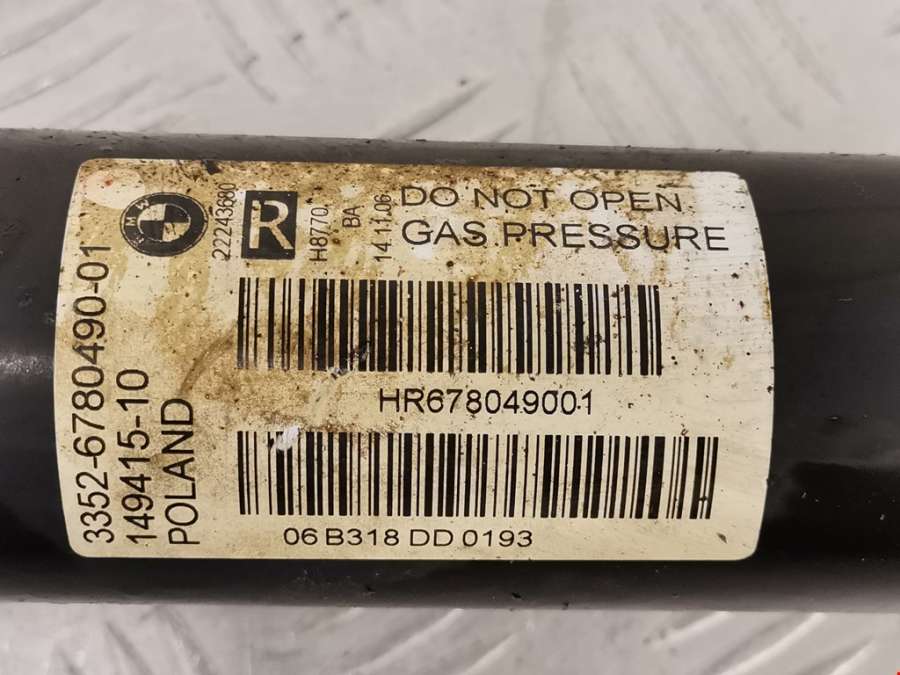 BMW
22243680
R
H8770
BA
14.11.06
DO NOT OPEN
GAS PRESSURE
3352-6780490-01
149415-10
POLAND
HR678049001
06 B318 DD 0193